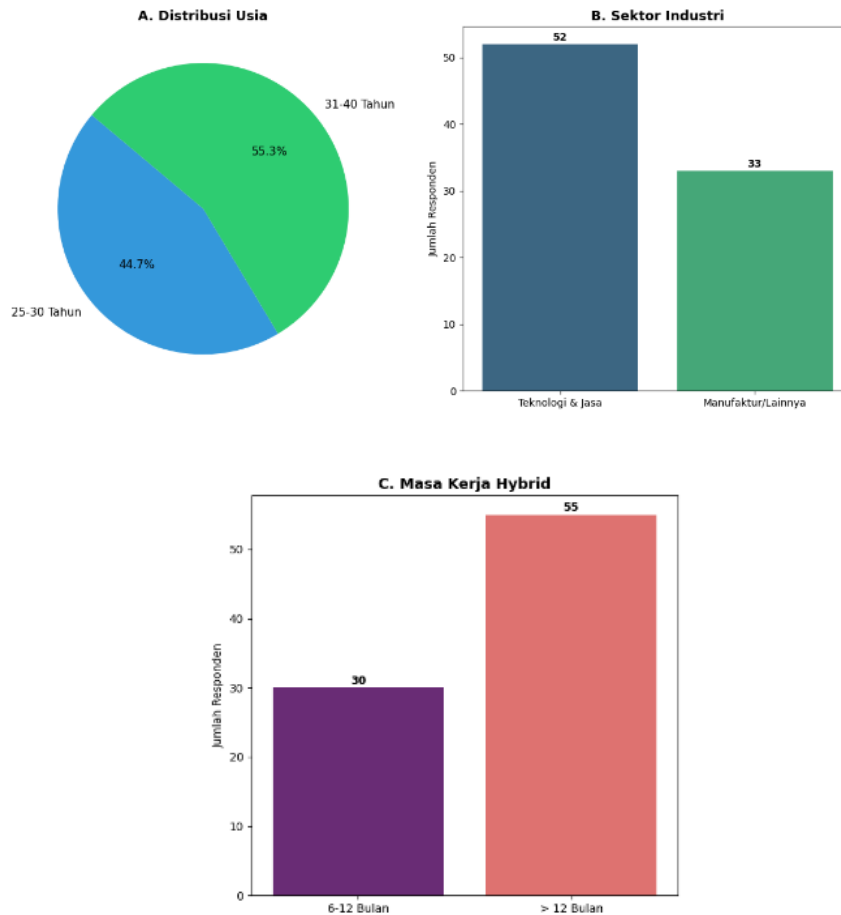 A. Distribusi Usia
31-40 Tahun
55.3%
44.7%
25-30 Tahun
B. Sektor Industri
52
33
Jumlah Responden
50
40
30
20
10
0
Teknologi & Jasa
Manufaktur/Lainnya
C. Masa Kerja Hybrid
55
30
Jumlah Responden
50
40
30
20
10
0
6-12 Bulan
> 12 Bulan